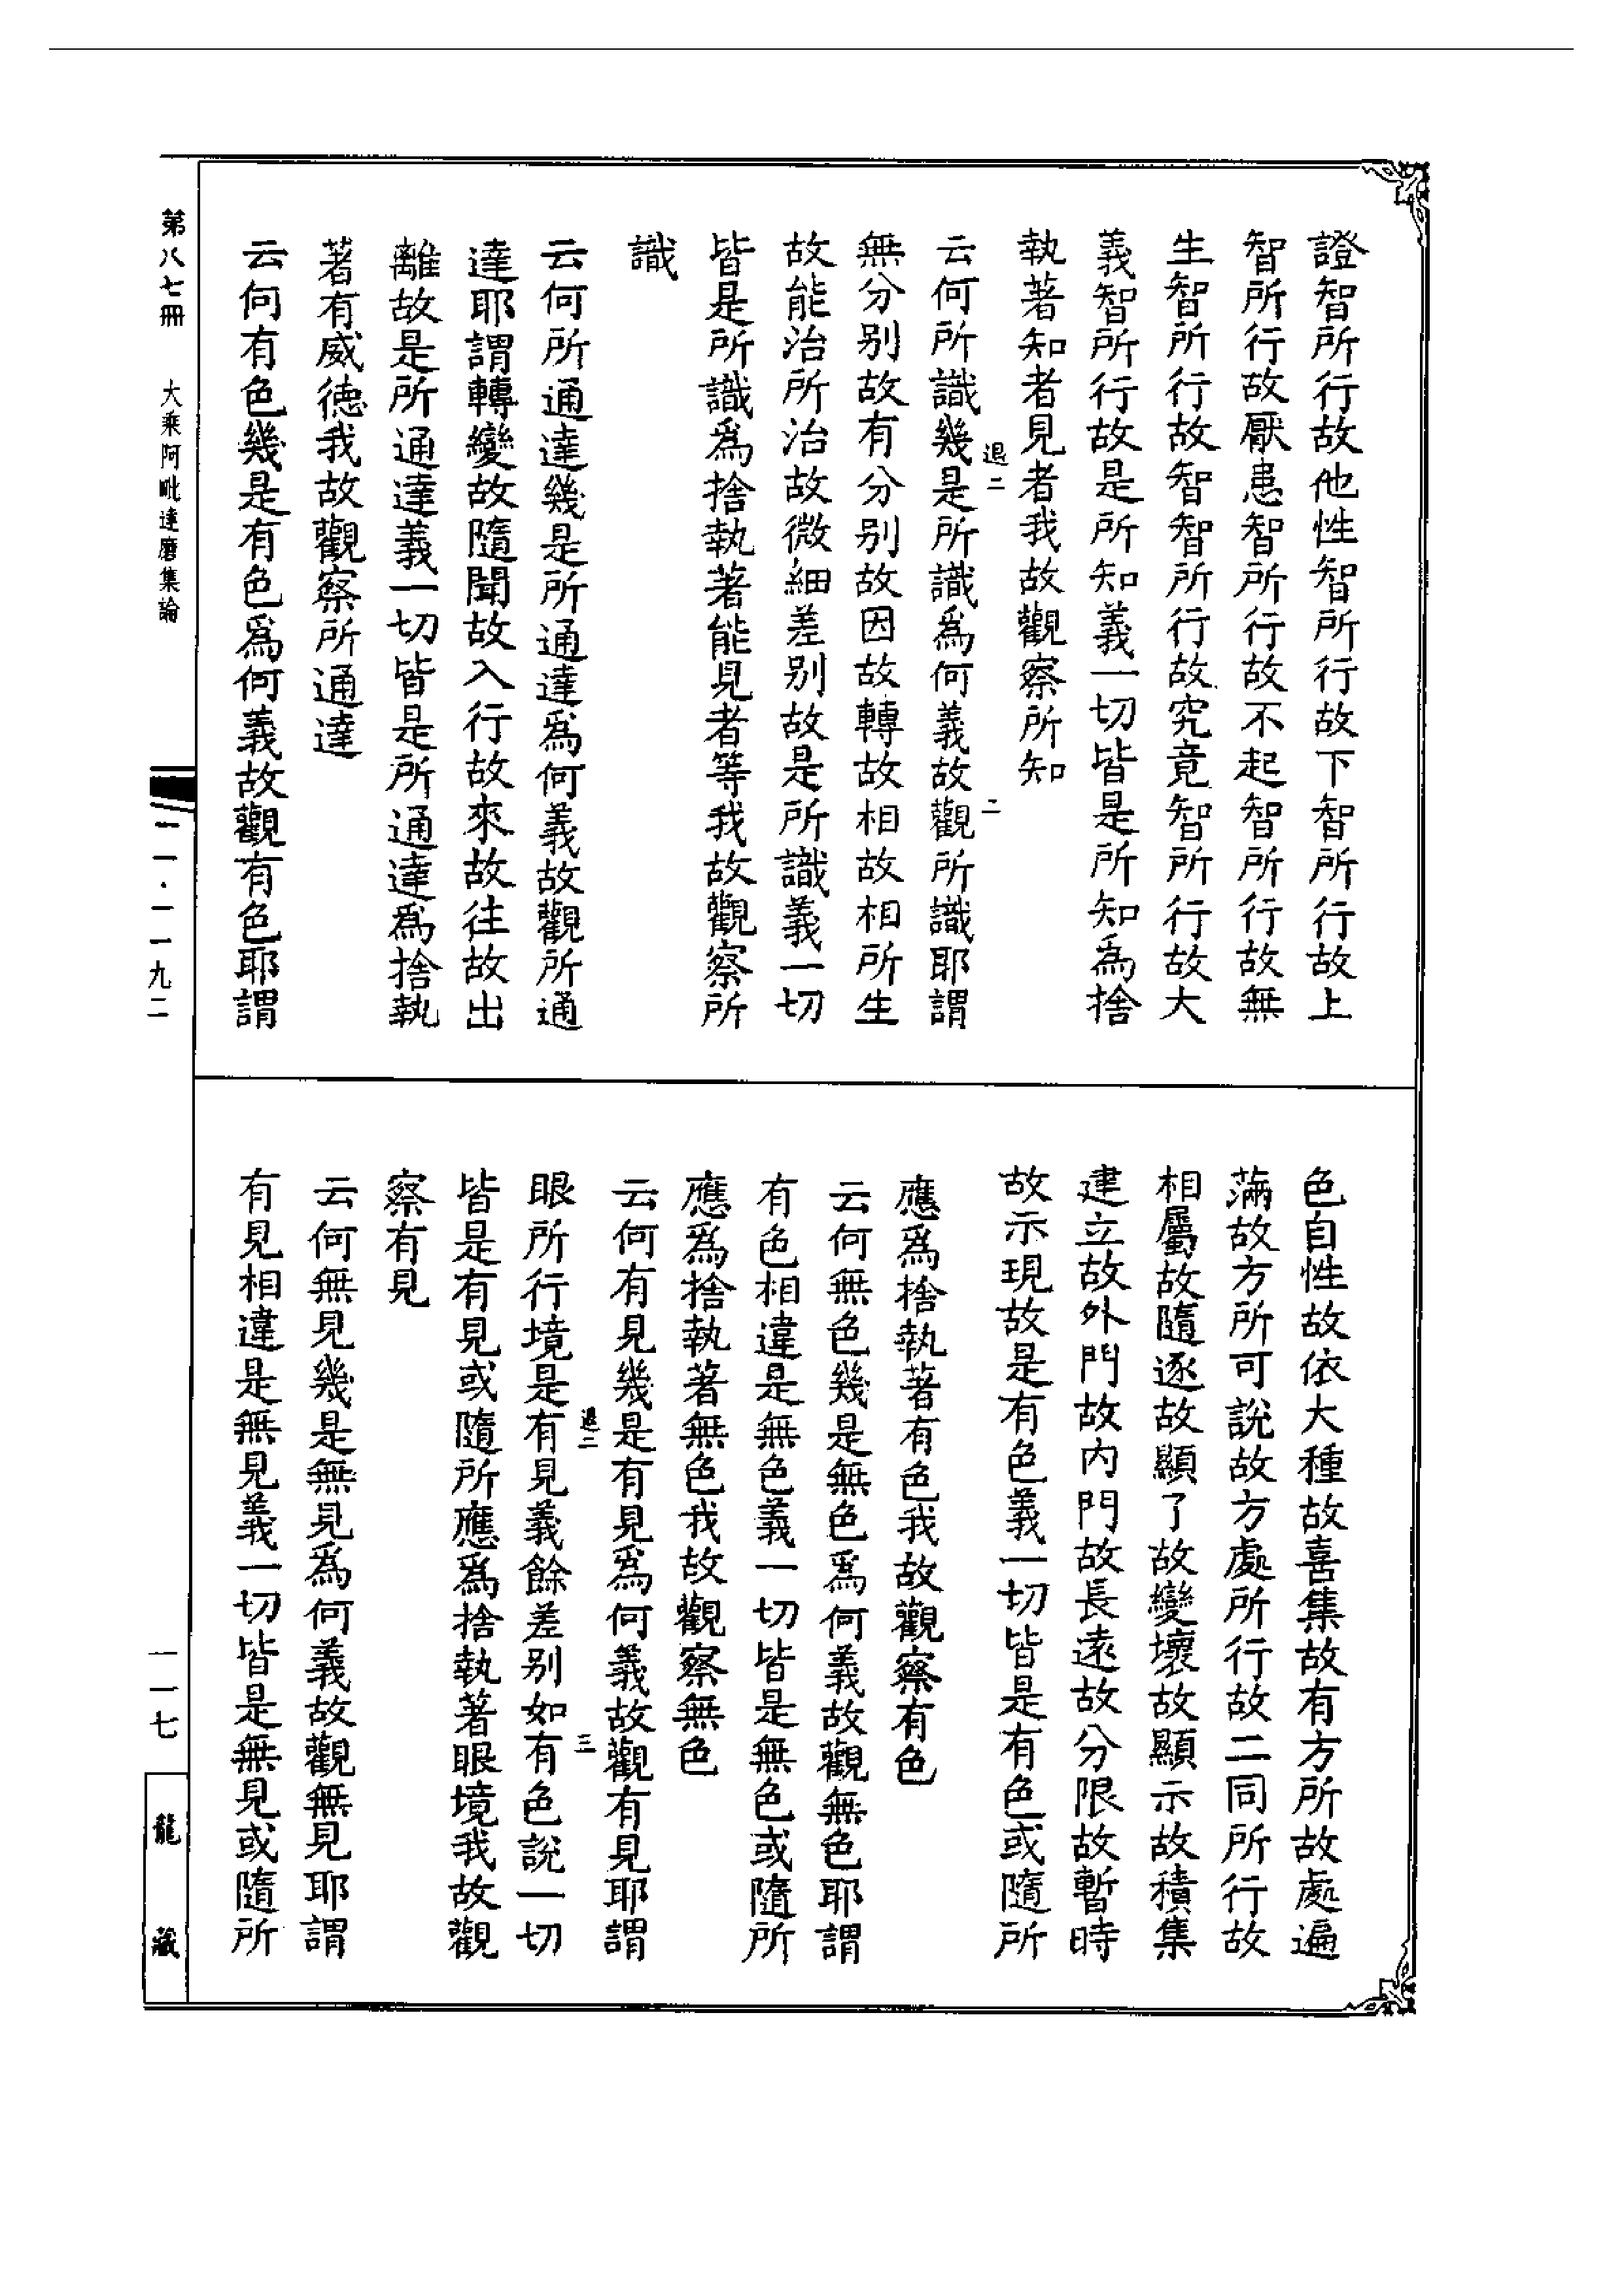 證智所行故他性智所行故下智所行故上
智所行故厭患智所行故不起智所行故無
生智所行故智智所行故究竟智所行故大
義智所行故是所知義一切皆是所知為捨
執著知者見者我故觀察所知
退二
二
云何所識幾是所識為何義故觀所識耶謂
無分別故有分別故因故轉故相故相所生
故能治所治故微細差別故是所識義一切
皆是所識為捨執著能見者等我故觀察所
識
云何所通達幾是所通達為何義故觀所通
達耶謂轉變故隨聞故入行故來故往故出
離故是所通達義一切皆是所通達為捨執
著有威德我故觀察所通達
云何有色幾是有色為何義故觀有色耶謂
色自性故依大種故喜集故有方所故處遍
滿故方所可說故方處所行故二同所行故
相屬故隨逐故顯了故變壞故顯示故積集
建立故外門故內門故長遠故分限故暫時
故示現故是有色義一切皆是有色或隨所
應為捨執著有色我故觀察有色
云何無色幾是無色為何義故觀無色耶謂
有色相違是無色義一切皆是無色或隨所
應為捨執著無色我故觀察無色
云何有見幾是有見為何義故觀有見耶謂
退二
三
眼所行境是有見義餘差別如有色說一切
皆是有見或隨所應為捨執著眼境我故觀
察有見
云何無見幾是無見為何義故觀無見耶謂
有見相違是無見義一切皆是無見或隨所
第八七冊 大乘阿毗達磨集論
一一七
龍藏